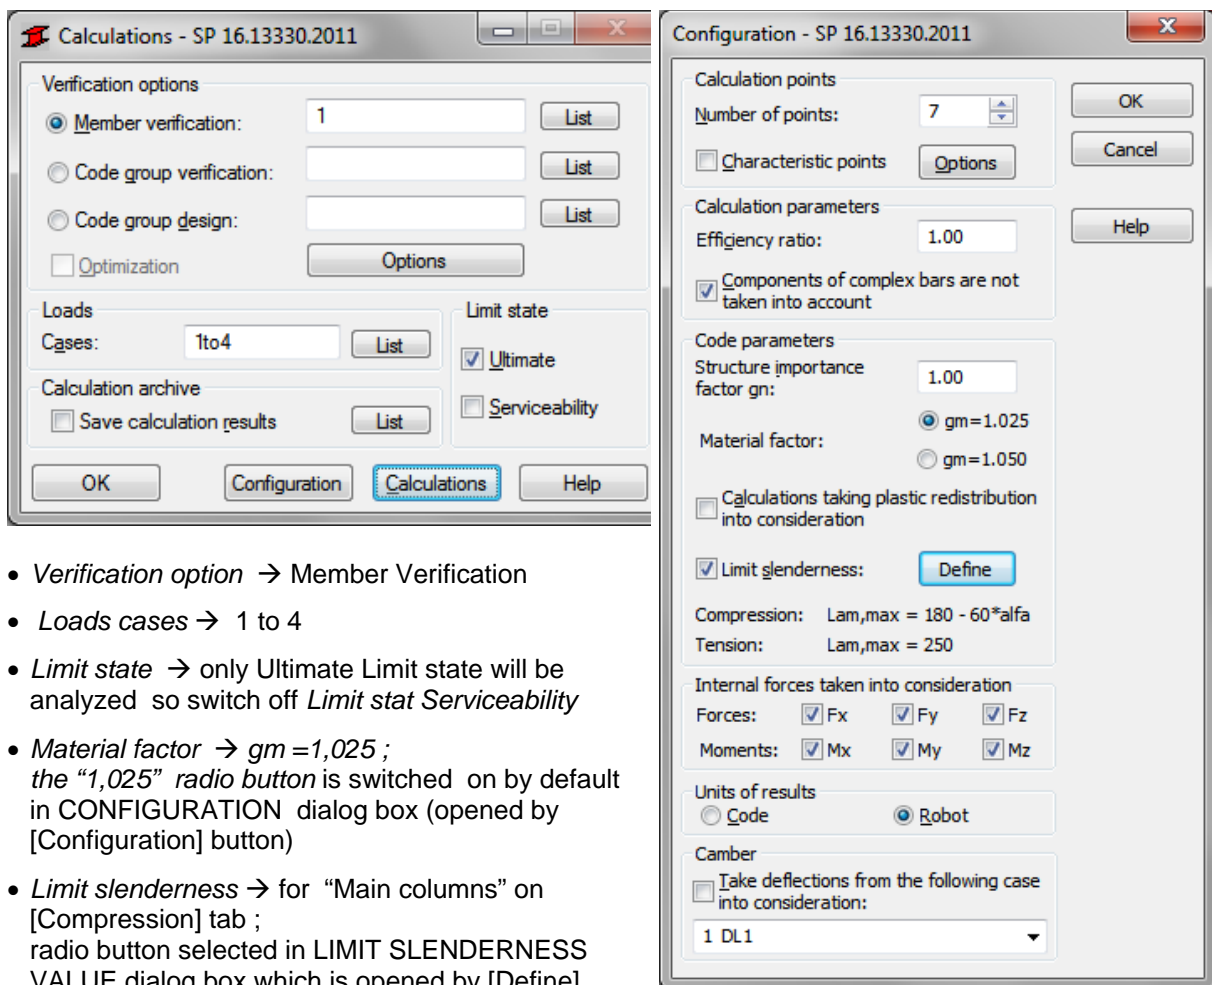 Calculations - SP 16.13330.2011
Verification options
Member verification: 1 List
Code group verification: List
Code group design: List
Optimization Options
Loads
Cases: 1to4 List
Limit state
Ultimate
Serviceability
Calculation archive
Save calculation results List
OK Configuration Calculations Help
• Verification option → Member Verification
• Loads cases → 1 to 4
• Limit state → only Ultimate Limit state will be
analyzed so switch off Limit stat Serviceability
• Material factor → gm =1,025 ;
the “1,025” radio button is switched on by default
in CONFIGURATION dialog box (opened by
[Configuration] button)
• Limit slenderness → for “Main columns” on
[Compression] tab ;
radio button selected in LIMIT SLENDERNESS
VALUE dialog box which is opened by [Define]
Configuration - SP 16.13330.2011
Calculation points
Number of points: 7
Characteristic points Options
OK
Cancel
Help
Calculation parameters
Efficiency ratio: 1.00
Components of complex bars are not
taken into account
Code parameters
Structure importance
factor gn: 1.00
Material factor:
gm=1.025
gm=1.050
Calculations taking plastic redistribution
into consideration
Limit slenderness: Define
Compression: Lam,max = 180 - 60*alfa
Tension: Lam,max = 250
Internal forces taken into consideration
Forces: Fx Fy Fz
Moments: Mx My Mz
Units of results
Code Robot
Camber
Take deflections from the following case
into consideration:
1 DL1